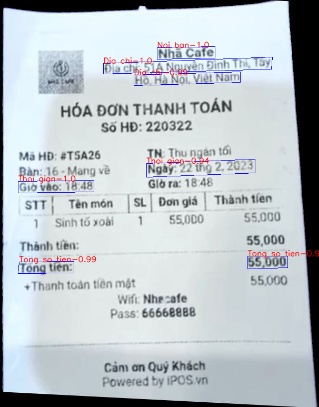 Noi_ban-1.0
Nhà Cafe
Dia_chi-1.0
Địa chỉ: 51A Nguyễn Đình Thi, Tây
Dia_chi-0.99
Hồ, Hà Nội, Việt Nam
NHÀ CAFE
HÓA ĐƠN THANH TOÁN
Số HĐ: 220322
Mã HĐ: #T5A26 TN: Thu ngân tối
Thoi_gian-0.94
Bàn: 16 - Mang về Ngày: 22 thg 2, 2023
Thoi_gian-1.0
Giờ vào: 18:48 Giờ ra: 18:48
STT Tên món SL Đơn giá Thành tiền
1 Sinh tố xoài 1 55,000 55,000
Thành tiền: 55,000
Tong_so_tien-0.99 Tong_so_tien-0.99
Tổng tiền: 55,000
+Thanh toán tiền mặt 55,000
Wifi: Nhecafe
Pass: 66668888
Cảm ơn Quý Khách
Powered by iPOS.vn